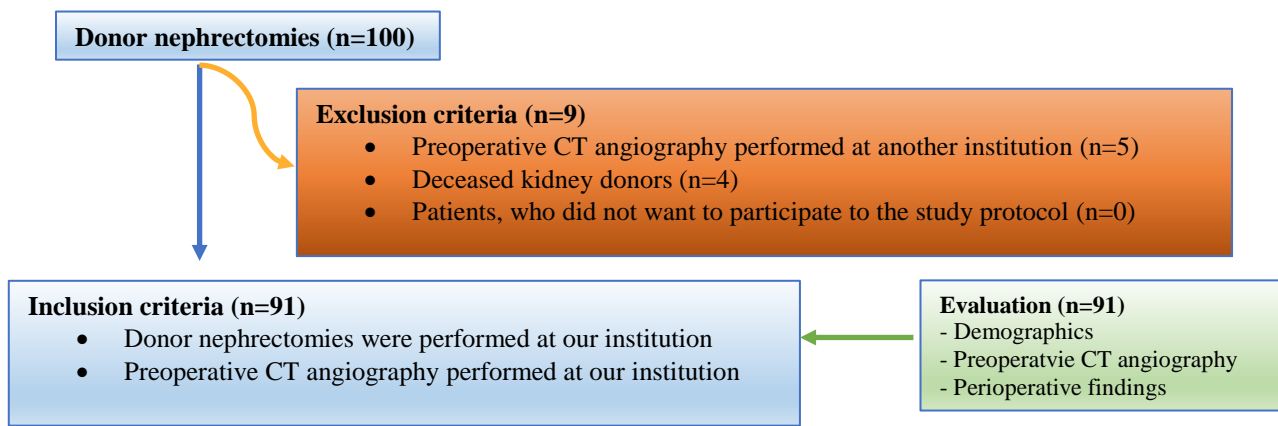 Donor nephrectomies (n=100)
Exclusion criteria (n=9)
• Preoperative CT angiography performed at another institution (n=5)
• Deceased kidney donors (n=4)
• Patients, who did not want to participate to the study protocol (n=0)
Inclusion criteria (n=91)
• Donor nephrectomies were performed at our institution
• Preoperative CT angiography performed at our institution
Evaluation (n=91)
- Demographics
- Preoperatvie CT angiography
- Perioperative findings